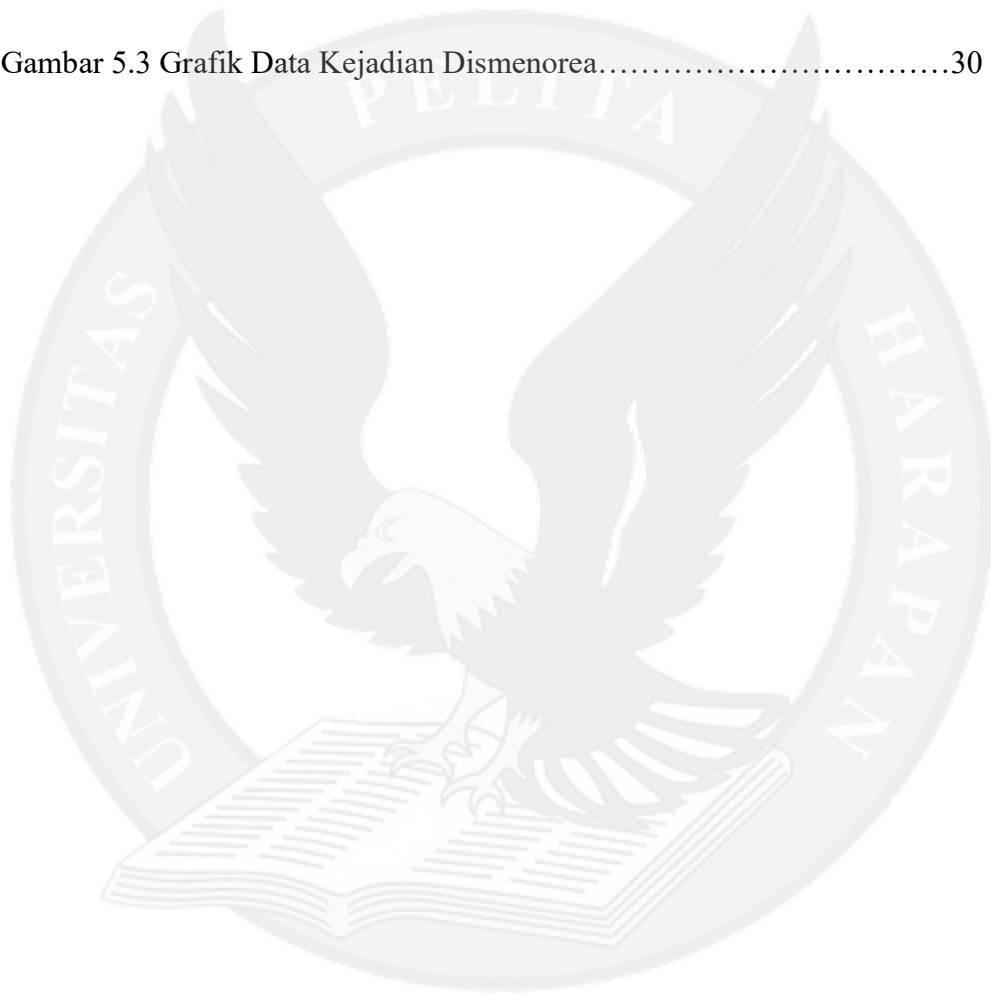 Gambar 5.3 Grafik Data Kejadian Dismenorea……………………………30
PELITA
UNIVERSITAS
HARAPAN